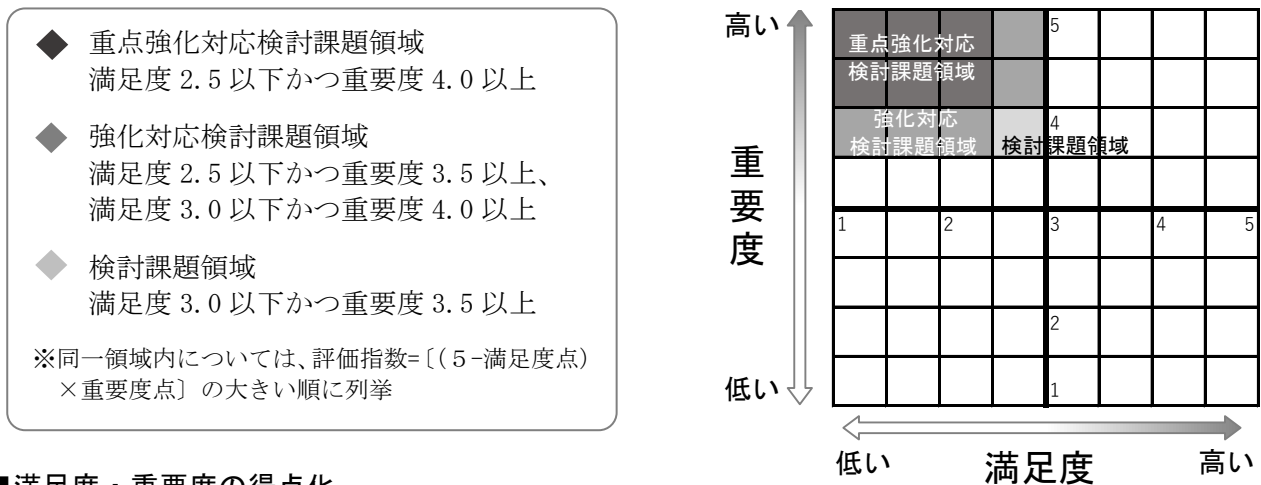 ◆ 重点強化対応検討課題領域
満足度 2.5 以下かつ重要度 4.0 以上
◆ 強化対応検討課題領域
満足度 2.5 以下かつ重要度 3.5 以上、
満足度 3.0 以下かつ重要度 4.0 以上
◆ 検討課題領域
満足度 3.0 以下かつ重要度 3.5 以上
※同一領域内については、評価指数=〔(５-満足度点)
×重要度点〕の大きい順に列挙
高い
重要度
低い
重点強化対応
検討課題領域
強化対応
検討課題領域
検討課題領域
5
4
1 2 3 4 5
2
1
低い 満足度 高い
■満足度・重要度の得点化